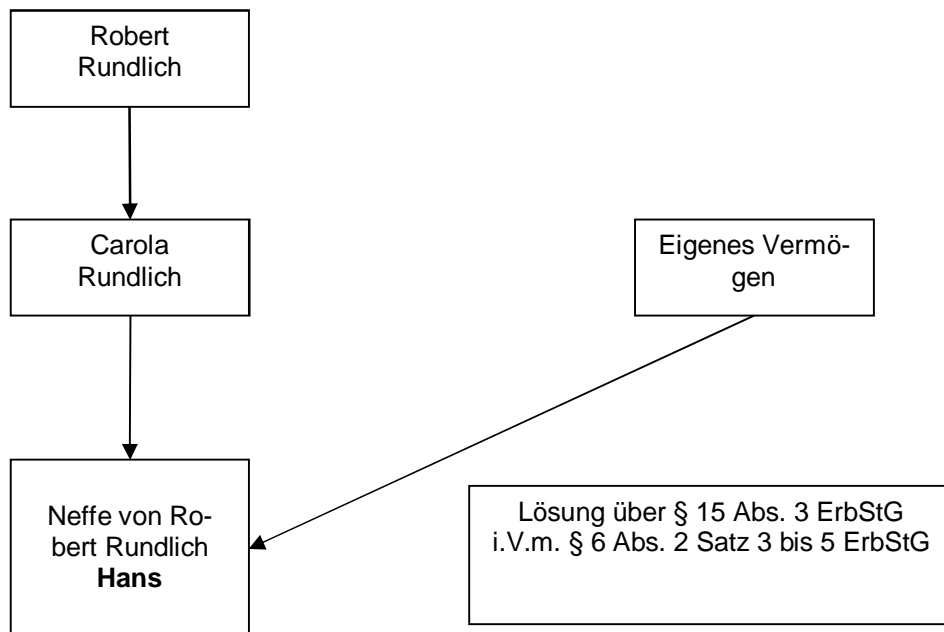 Robert
Rundlich
Carola
Rundlich
Eigenes Vermö-
gen
Neffe von Ro-
bert Rundlich
Hans
Lösung über § 15 Abs. 3 ErbStG
i.V.m. § 6 Abs. 2 Satz 3 bis 5 ErbStG